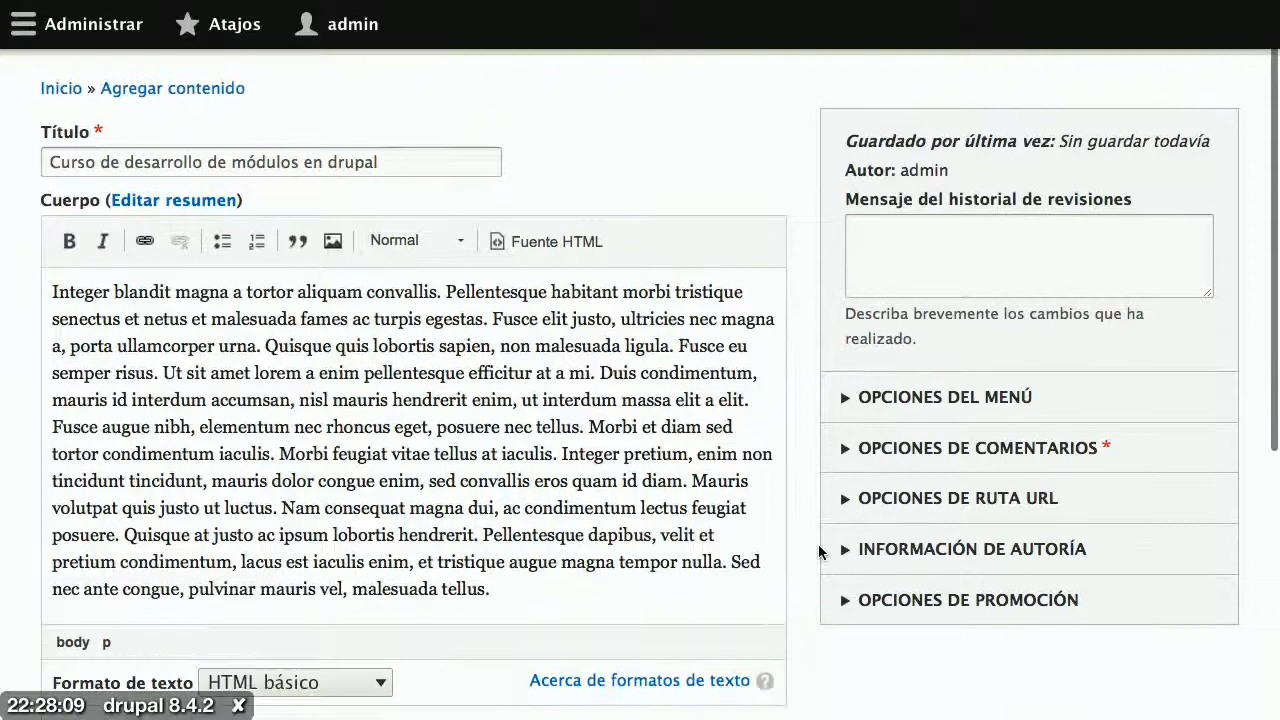 Administrar Atajos admin
Inicio » Agregar contenido
Título *
Curso de desarrollo de módulos en drupal
Cuerpo (Editar resumen)
B I Normal Fuente HTML
Integer blandit magna a tortor aliquam convallis. Pellentesque habitant morbi tristique
senectus et netus et malesuada fames ac turpis egestas. Fusce elit justo, ultricies nec magna
a, porta ullamcorper urna. Quisque quis lobortis sapien, non malesuada ligula. Fusce eu
semper risus. Ut sit amet lorem a enim pellentesque efficitur at a mi. Duis condimentum,
mauris id interdum accumsan, nisl mauris hendrerit enim, ut interdum massa elit a elit.
Fusce augue nibh, elementum nec rhoncus eget, posuere nec tellus. Morbi et diam sed
tortor condimentum iaculis. Morbi feugiat vitae tellus at iaculis. Integer pretium, enim non
tincidunt tincidunt, mauris dolor congue enim, sed convallis eros quam id diam. Mauris
volutpat quis justo ut luctus. Nam consequat magna dui, ac condimentum lectus feugiat
posuere. Quisque at justo ac ipsum lobortis hendrerit. Pellentesque dapibus, velit et
pretium condimentum, lacus est iaculis enim, et tristique augue magna tempor nulla. Sed
nec ante congue, pulvinar mauris vel, malesuada tellus.
body p
Formato de texto HTML básico Acerca de formatos de texto ?
Guardado por última vez: Sin guardar todavía
Autor: admin
Mensaje del historial de revisiones
Describa brevemente los cambios que ha
realizado.
OPCIONES DEL MENÚ
OPCIONES DE COMENTARIOS *
OPCIONES DE RUTA URL
INFORMACIÓN DE AUTORÍA
OPCIONES DE PROMOCIÓN
22:28:09 drupal 8.4.2 ✘